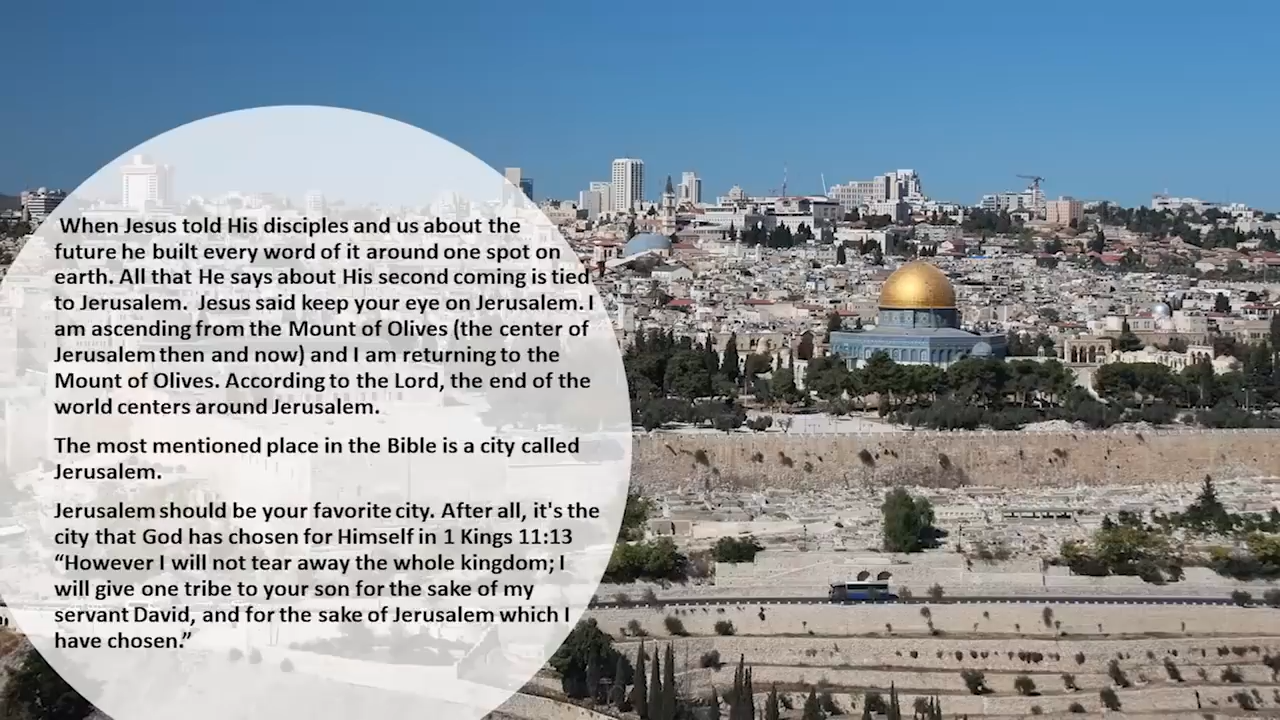 When Jesus told His disciples and us about the
future he built every word of it around one spot on
earth. All that He says about His second coming is tied
to Jerusalem. Jesus said keep your eye on Jerusalem. I
am ascending from the Mount of Olives (the center of
Jerusalem then and now) and I am returning to the
Mount of Olives. According to the Lord, the end of the
world centers around Jerusalem.
The most mentioned place in the Bible is a city called
Jerusalem.
Jerusalem should be your favorite city. After all, it's the
city that God has chosen for Himself in 1 Kings 11:13
“However I will not tear away the whole kingdom; I
will give one tribe to your son for the sake of my
servant David, and for the sake of Jerusalem which I
have chosen.”